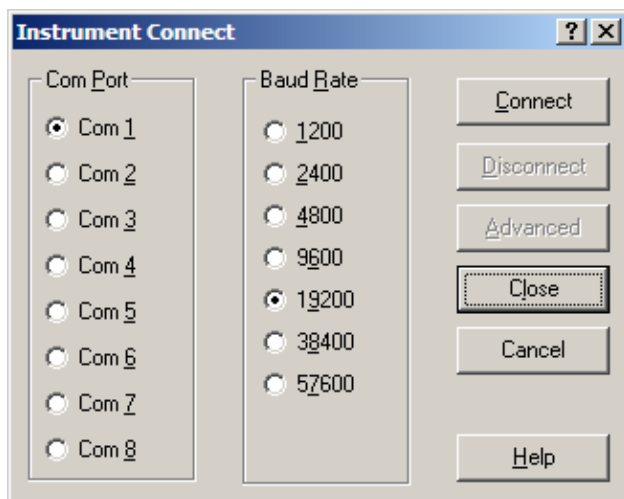 Instrument Connect
?
Com Port
Com 1
Com 2
Com 3
Com 4
Com 5
Com 6
Com 7
Com 8
Baud Rate
1200
2400
4800
9600
19200
38400
57600
Connect
Disconnect
Advanced
Close
Cancel
Help